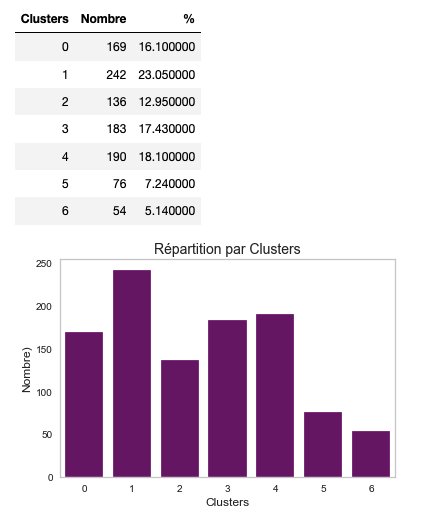 Clusters Nombre %
0 169 16.100000
1 242 23.050000
2 136 12.950000
3 183 17.430000
4 190 18.100000
5 76 7.240000
6 54 5.140000
Répartition par Clusters
250
200
150
100
50
0
Nombre)
0 1 2 3 4 5 6
Clusters